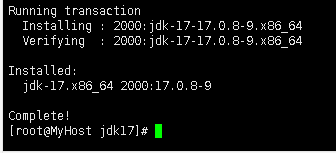 Running transaction
  Installing : 2000:jdk-17-17.0.8-9.x86_64
  Verifying  : 2000:jdk-17-17.0.8-9.x86_64

Installed:
  jdk-17.x86_64 2000:17.0.8-9

Complete!
[root@MyHost jdk17]#